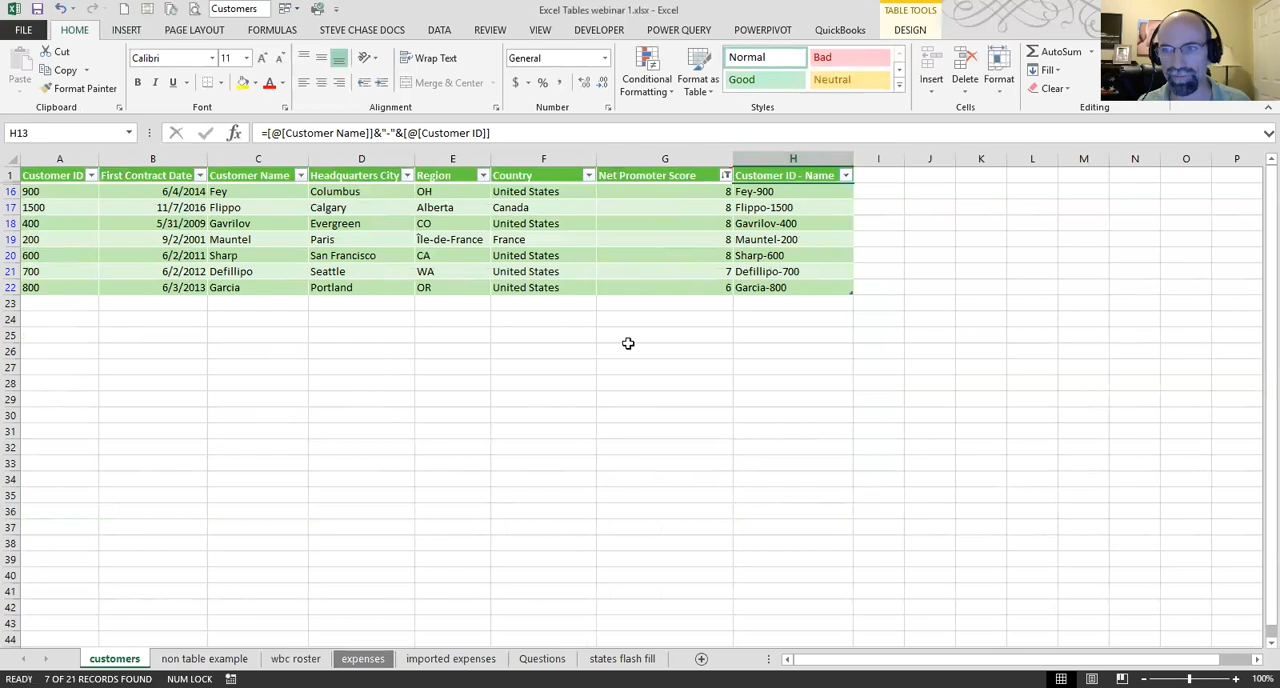 Customers
Excel Tables webinar 1.xlsx - Excel
TABLE TOOLS
FILE HOME INSERT PAGE LAYOUT FORMULAS STEVE CHASE DOCS DATA REVIEW VIEW DEVELOPER POWER QUERY POWERPIVOT QuickBooks DESIGN
Paste
Cut
Copy
Format Painter
Clipboard
Calibri 11
B I U
Font
Wrap Text
Merge & Center
Alignment
General
$ % ,
Number
Conditional Formatting
Format as Table
Normal Bad
Good Neutral
Styles
Insert Delete Format
Cells
AutoSum
Fill
Clear
Editing
H13 fx =[@[Customer Name]]&"-"&[@[Customer ID]]
A B C D E F G H I J K L M N O P
1 Customer ID First Contract Date Customer Name Headquarters City Region Country Net Promoter Score Customer ID - Name
16 900 6/4/2014 Fey Columbus OH United States 8 Fey-900
17 1500 11/7/2016 Flippo Calgary Alberta Canada 8 Flippo-1500
18 400 5/31/2009 Gavrilov Evergreen CO United States 8 Gavrilov-400
19 200 9/2/2001 Mauntel Paris Île-de-France France 8 Mauntel-200
20 600 6/2/2011 Sharp San Francisco CA United States 8 Sharp-600
21 700 6/2/2012 Defillipo Seattle WA United States 7 Defillipo-700
22 800 6/3/2013 Garcia Portland OR United States 6 Garcia-800
23
24
25
26
27
28
29
30
31
32
33
34
35
36
37
38
39
40
41
42
43
44
customers non table example wbc roster expenses imported expenses Questions states flash fill
READY 7 OF 21 RECORDS FOUND NUM LOCK 100%